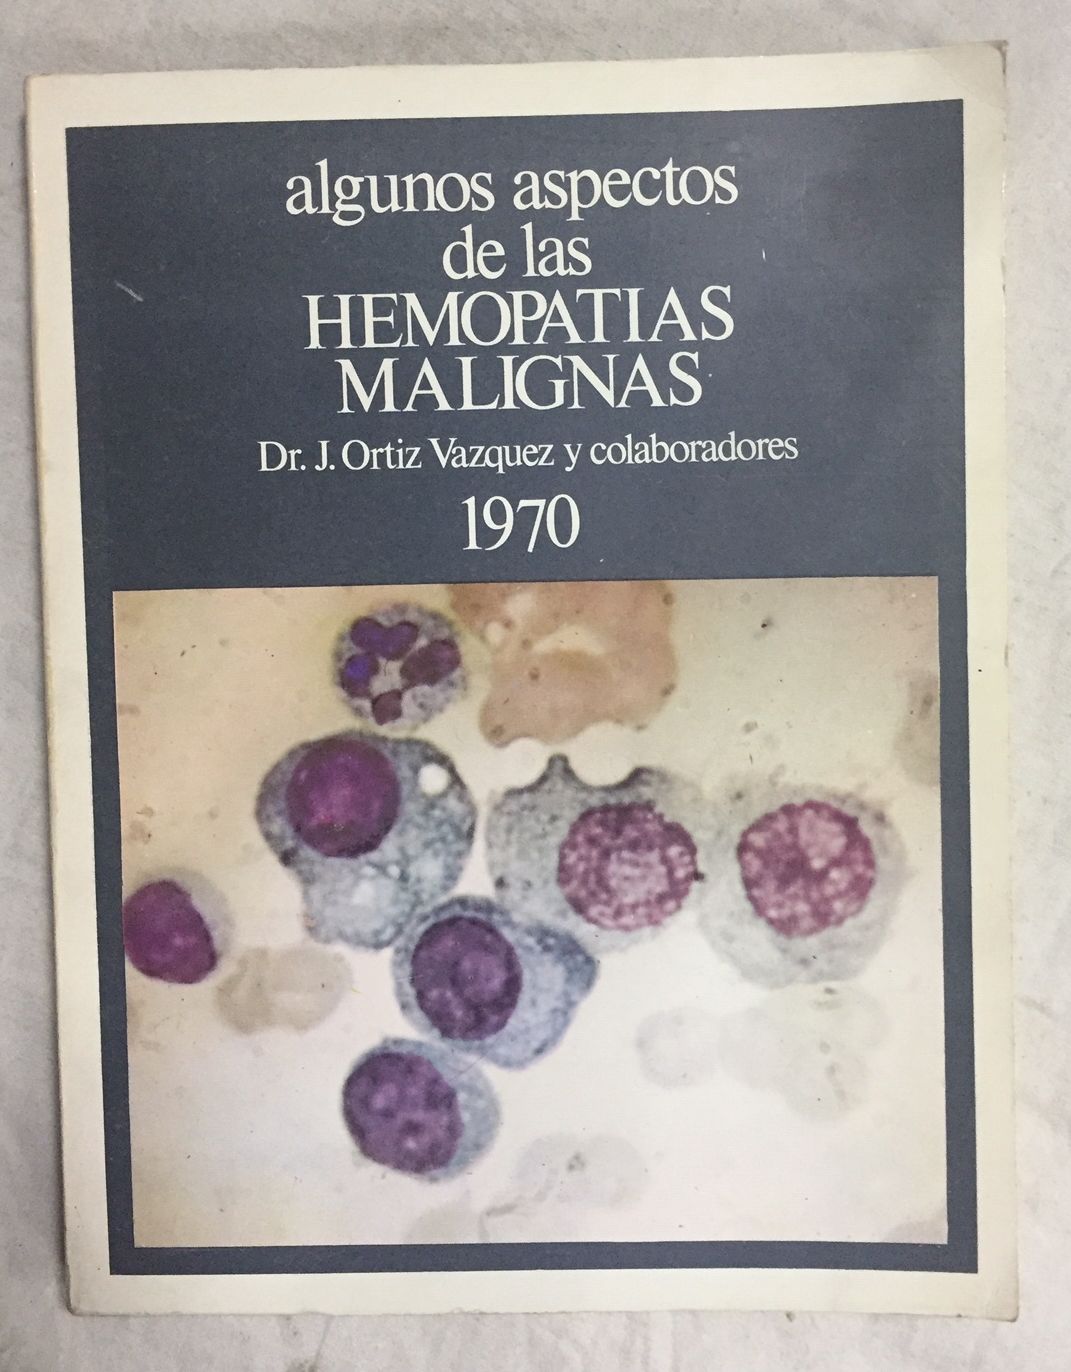 algunos aspectos
de las
HEMOPATIAS
MALIGNAS
Dr. J. Ortiz Vazquez y colaboradores
1970